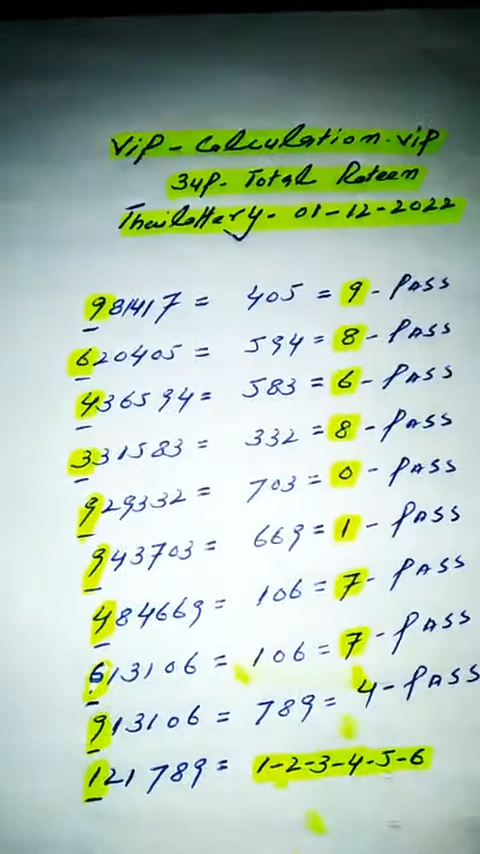 Vip - Calculation. vip
3up - Total Roteen
Thailottery - 01-12-2022
981417 = 405 = 9 - PASS
620405 = 594 = 8 - PASS
436594 = 583 = 6 - PASS
331583 = 332 = 8 - PASS
929332 = 703 = 0 - PASS
943703 = 669 = 1 - PASS
484669 = 106 = 7 - PASS
613106 = 106 = 7 - PASS
913106 = 789 = 4 - PASS
121789 = 1-2-3-4-5-6